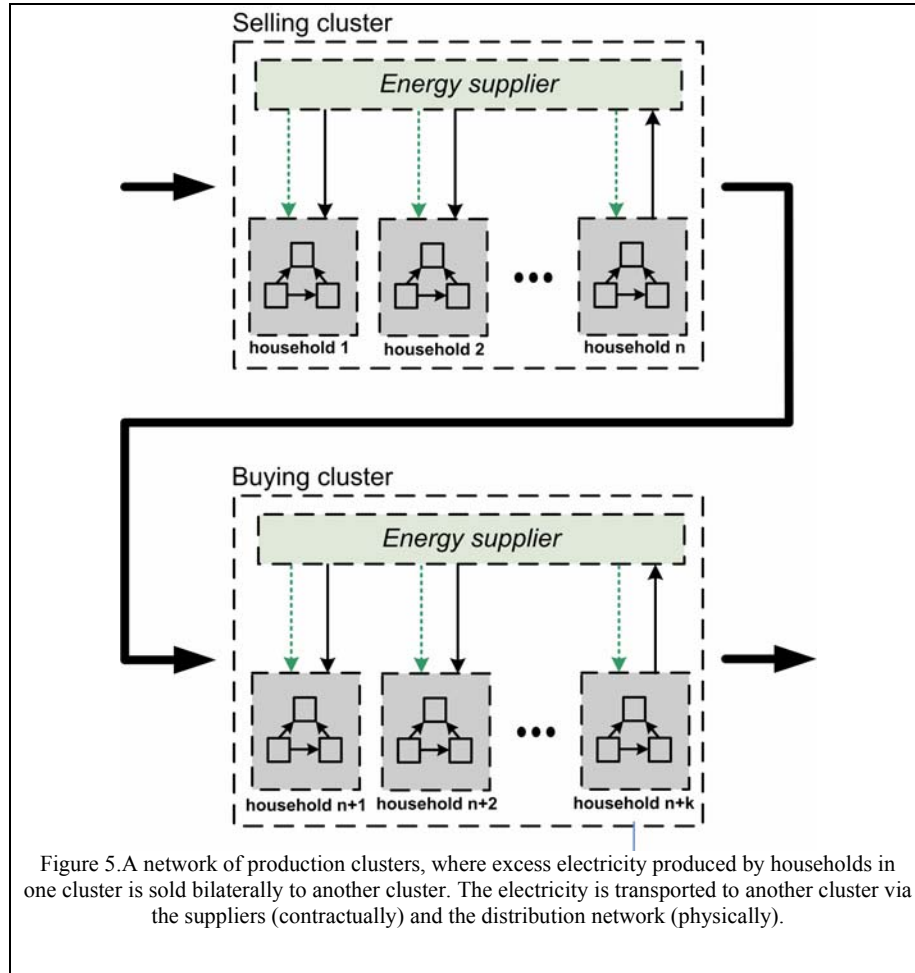 Selling cluster
Energy supplier
household 1
household 2
household n
Buying cluster
Energy supplier
household n+1
household n+2
household n+k
Figure 5.A network of production clusters, where excess electricity produced by households in
one cluster is sold bilaterally to another cluster. The electricity is transported to another cluster via
the suppliers (contractually) and the distribution network (physically).